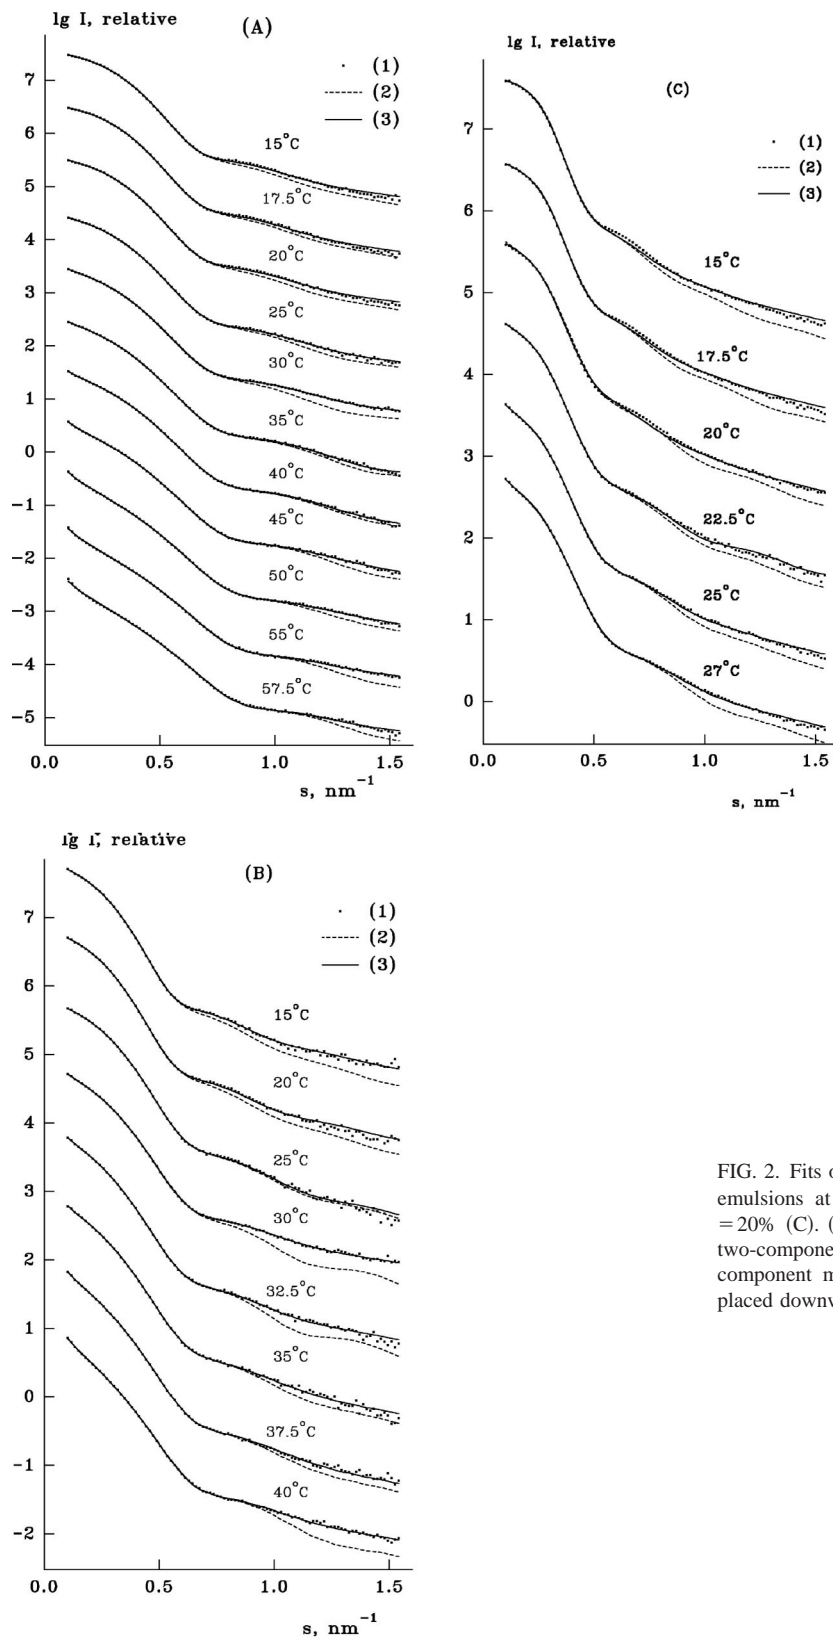 lg I, relative
(A)
(1)
(2)
(3)
7
6
5
4
3
2
1
0
−1
−2
−3
−4
−5
15°C
17.5°C
20°C
25°C
30°C
35°C
40°C
45°C
50°C
55°C
57.5°C
0.0 0.5 1.0 1.5
s, nm⁻¹
lg I, relative
(C)
(1)
(2)
(3)
7
6
5
4
3
2
1
0
15°C
17.5°C
20°C
22.5°C
25°C
27°C
0.0 0.5 1.0 1.5
s, nm⁻¹
lg I, relative
(B)
(1)
(2)
(3)
7
6
5
4
3
2
1
0
−1
−2
15°C
20°C
25°C
30°C
32.5°C
35°C
37.5°C
40°C
0.0 0.5 1.0 1.5
s, nm⁻¹
FIG. 2. Fits
emulsions at
=20% (C). (
two-componen
component m
placed downw